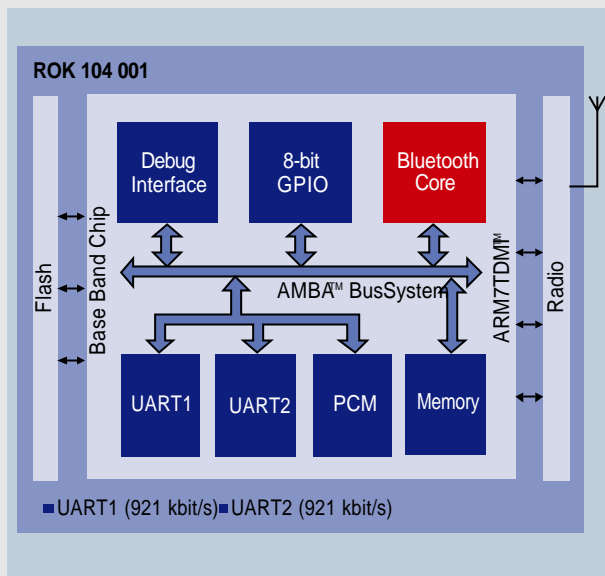 ROK 104 001
Debug
Interface
8-bit
GPIO
Bluetooth
Core
Flash
Base Band Chip
AMBA™ BusSystem
ARM7TDMI™
Radio
UART1
UART2
PCM
Memory
UART1 (921 kbit/s) UART2 (921 kbit/s)